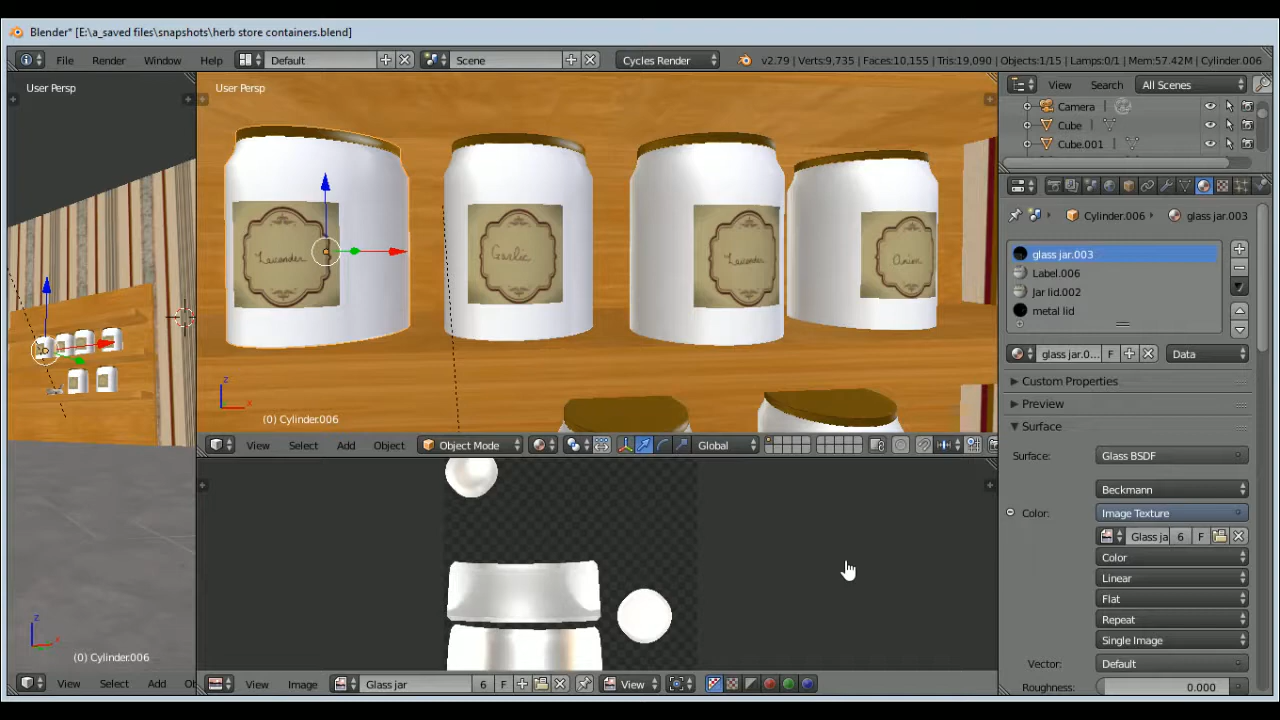 Blender* [E:\a_saved files\snapshots\herb store containers.blend]
File Render Window Help Default Scene Cycles Render v2.79 | Verts:9,735 | Faces:10,155 | Tris:19,090 | Objects:1/15 | Lamps:0/1 | Mem:57.42M | Cylinder.006
User Persp
User Persp
View Search All Scenes
Camera
Cube
Cube.001
Cylinder.006 glass jar.003
glass jar.003
Label.006
Jar lid.002
metal lid
Lavander
Garlic
Lavander
Anise
glass jar.0... F Data
Custom Properties
Preview
Surface
(0) Cylinder.006
View Select Add Object Object Mode Global
Surface: Glass BSDF
Beckmann
Color: Image Texture
Glass ja 6 F
Color
Linear
Flat
Repeat
Single Image
Vector: Default
Roughness: 0.000
z
x
z
x
(0) Cylinder.006
View Select Add Ob
View Image Glass jar 6 F View